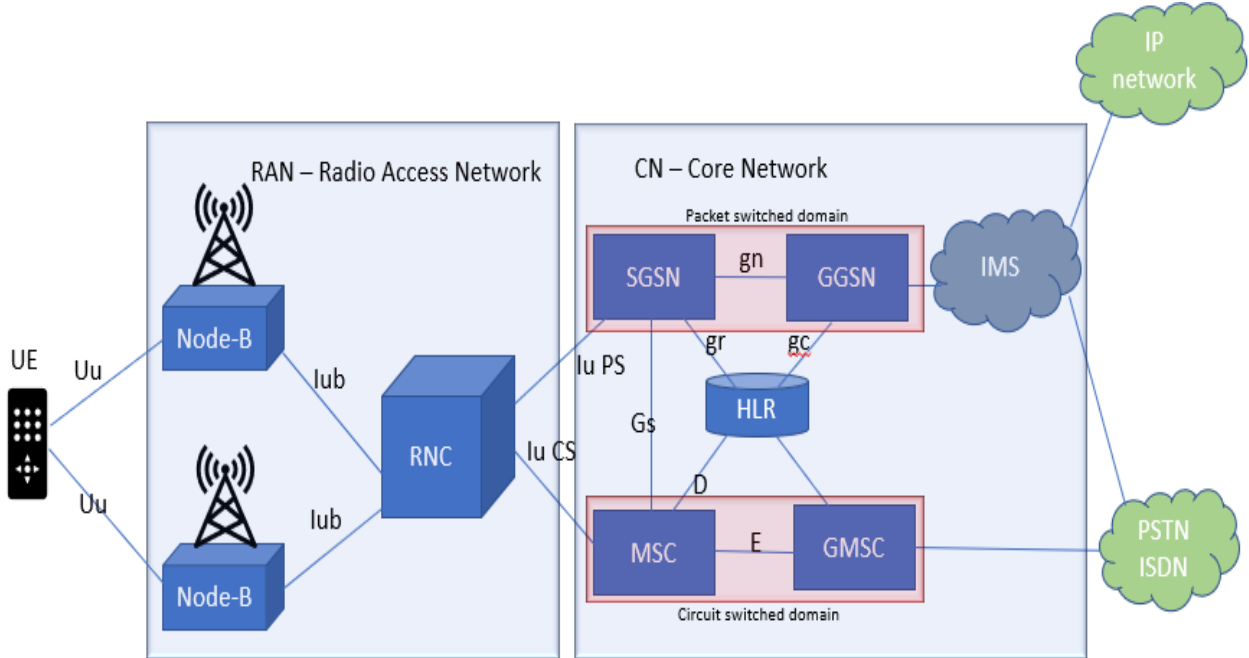 IP
network
RAN – Radio Access Network
CN – Core Network
Packet switched domain
SGSN
gn
GGSN
IMS
Node-B
UE
Uu
Iub
Iu PS
gr
gc
HLR
Gs
RNC
Iu CS
D
Uu
Iub
MSC
E
GMSC
PSTN
ISDN
Node-B
Circuit switched domain